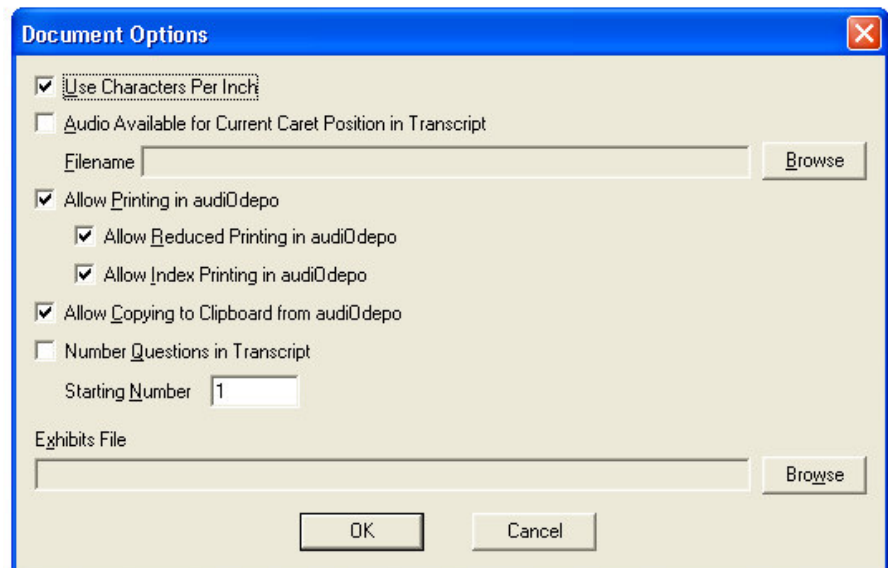 Document Options
Use Characters Per Inch
Audio Available for Current Caret Position in Transcript
Filename Browse
Allow Printing in audiOdepo
Allow Reduced Printing in audiOdepo
Allow Index Printing in audiOdepo
Allow Copying to Clipboard from audiOdepo
Number Questions in Transcript
Starting Number 1
Exhibits File
Browse
OK Cancel